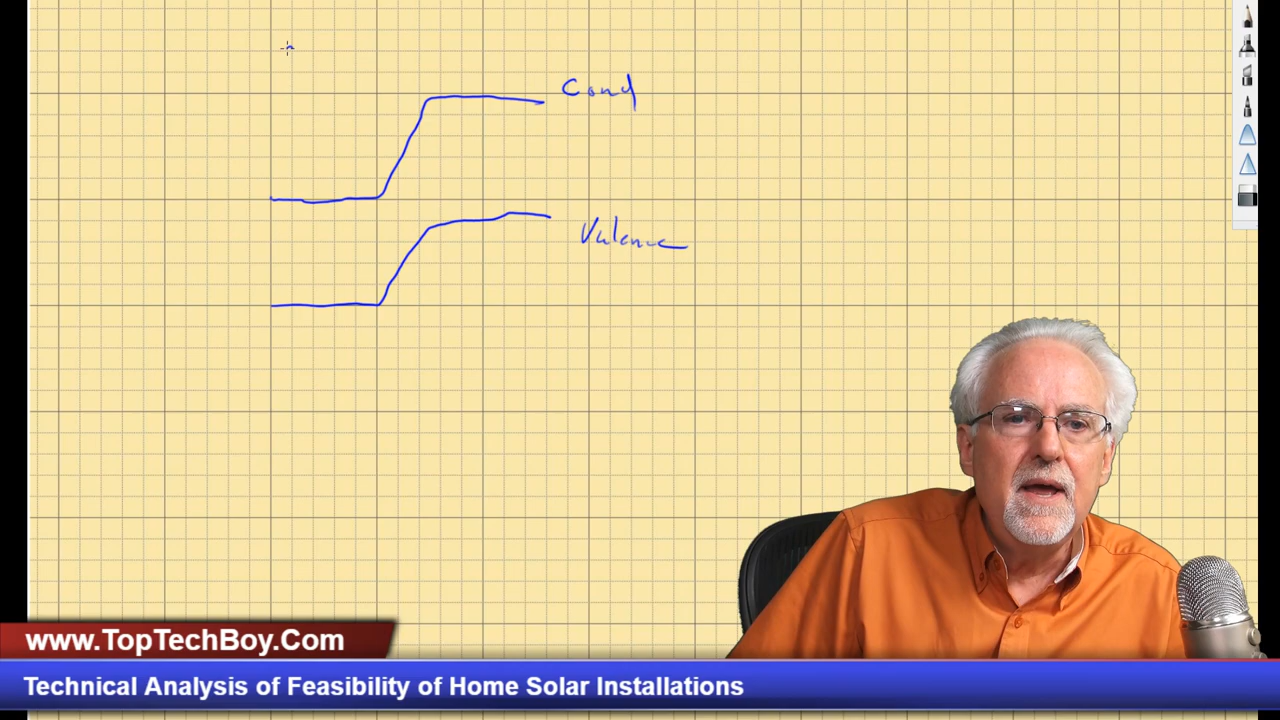 Cond
Valence
www.TopTechBoy.Com
Technical Analysis of Feasibility of Home Solar Installations